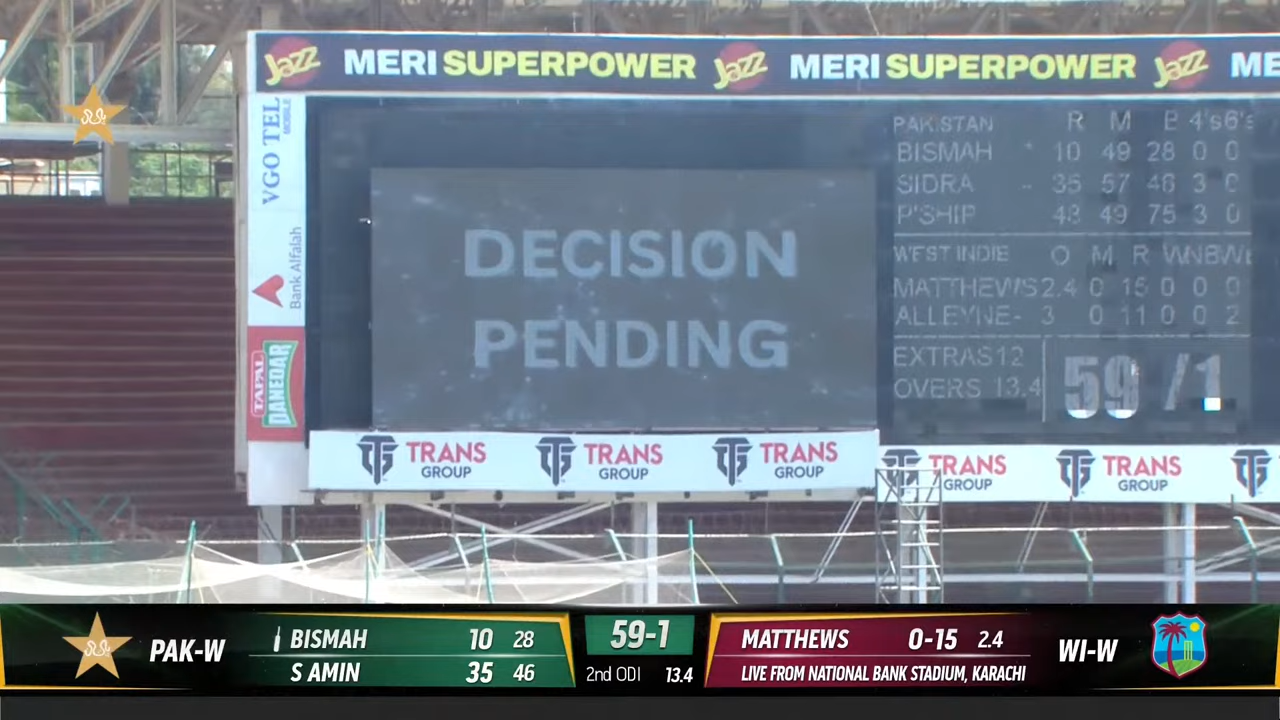 Jazz MERI SUPERPOWER Jazz MERI SUPERPOWER Jazz ME
VGO TEL
MOBILE
Bank Alfalah
TAPAL
DANEDAR
DECISION
PENDING
PAKISTAN R M B 4's 6's
BISMAH * 10 49 28 0 0
SIDRA - 35 57 46 3 0
P'SHIP 48 49 75 3 0
WEST INDIE O M R W NB W
MATTHEWS 2.4 0 15 0 0 0
ALLEYNE- 3 0 11 0 0 2
EXTRAS 12
OVERS 13.4
59 /1
TRANS GROUP TRANS GROUP TRANS GROUP TRANS GROUP TRANS GROUP
PAK-W BISMAH 10 28 59-1 MATTHEWS 0-15 2.4 WI-W
S AMIN 35 46 2nd ODI 13.4 LIVE FROM NATIONAL BANK STADIUM, KARACHI